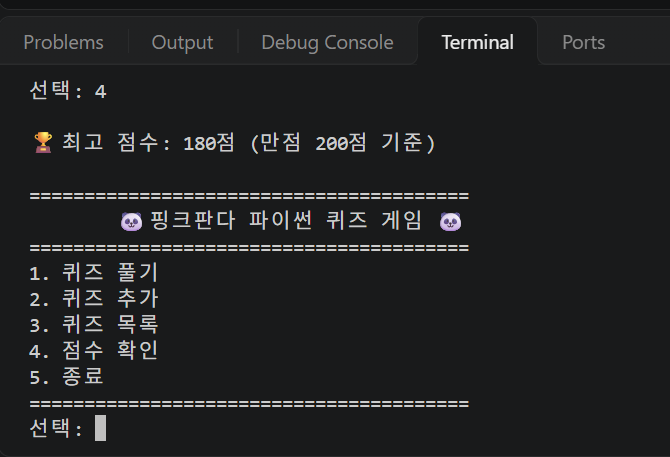 Problems Output Debug Console Terminal Ports
선택: 4
🏆 최고 점수: 180점 (만점 200점 기준)
========================================
🐼 핑크판다 파이썬 퀴즈 게임 🐼
========================================
1. 퀴즈 풀기
2. 퀴즈 추가
3. 퀴즈 목록
4. 점수 확인
5. 종료
========================================
선택: